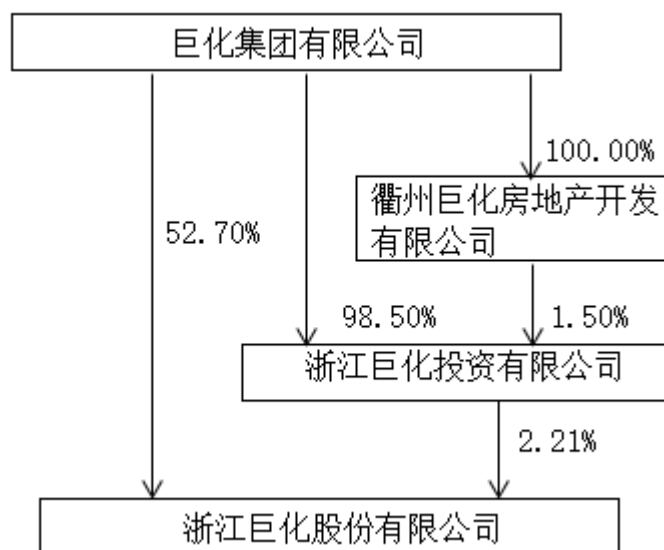 巨化集团有限公司
100.00%
衢州巨化房地产开发
有限公司
52.70%
98.50%
1.50%
浙江巨化投资有限公司
2.21%
浙江巨化股份有限公司